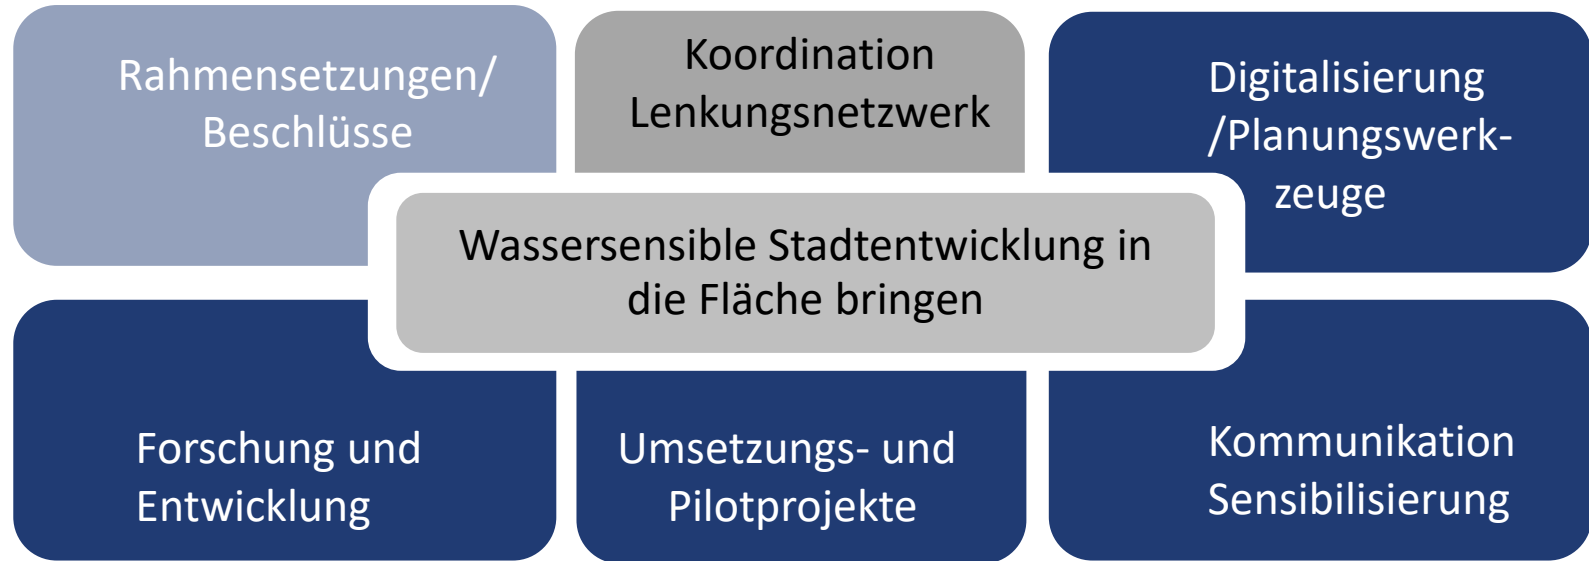 Rahmensetzungen/
Beschlüsse
Koordination
Lenkungsnetzwerk
Digitalisierung
/Planungswerk-
zeuge
Wassersensible Stadtentwicklung in
die Fläche bringen
Forschung und
Entwicklung
Umsetzungs- und
Pilotprojekte
Kommunikation
Sensibilisierung